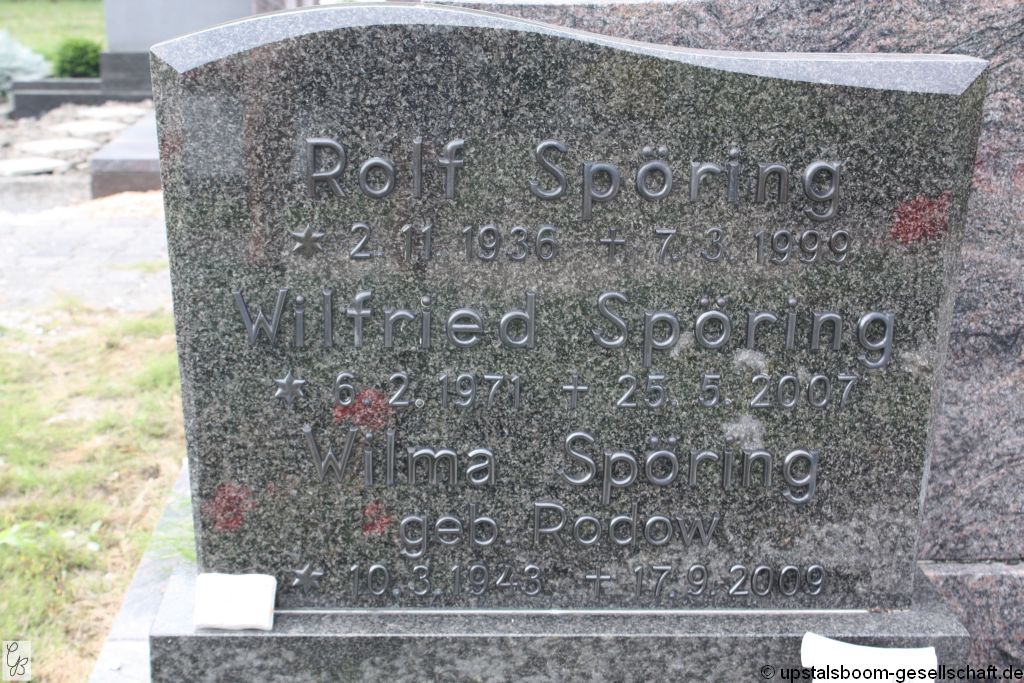 Rolf Spöring
* 2. 11. 1936 † 7. 3. 1999
Wilfried Spöring
* 6. 2. 1971 † 25. 5. 2007
Wilma Spöring
geb. Rodow
* 10. 3. 1943 † 17. 9. 2009
© upstalsboom-gesellschaft.de